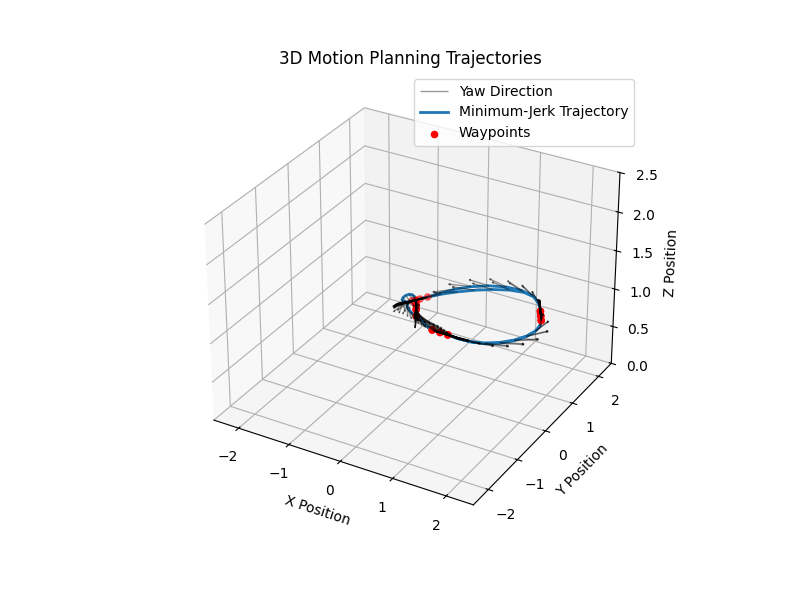 3D Motion Planning Trajectories
Yaw Direction
Minimum-Jerk Trajectory
Waypoints
2.5
2.0
1.5
1.0
0.5
0.0
Z Position
2
1
0
−1
−2
Y Position
−2
−1
0
1
2
X Position